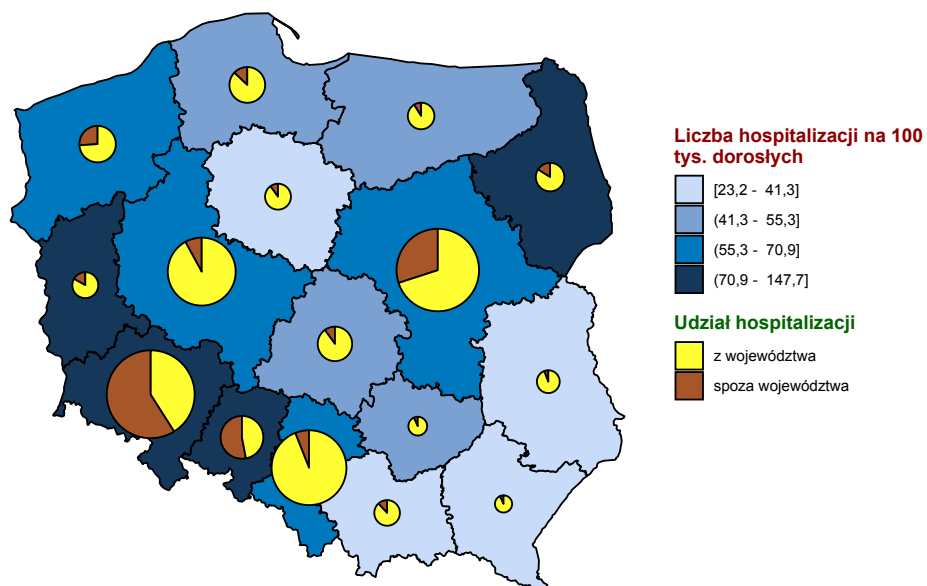 Liczba hospitalizacji na 100
tys. dorosłych
[23,2 - 41,3]
(41,3 - 55,3]
(55,3 - 70,9]
(70,9 - 147,7]
Udział hospitalizacji
z województwa
spoza województwa